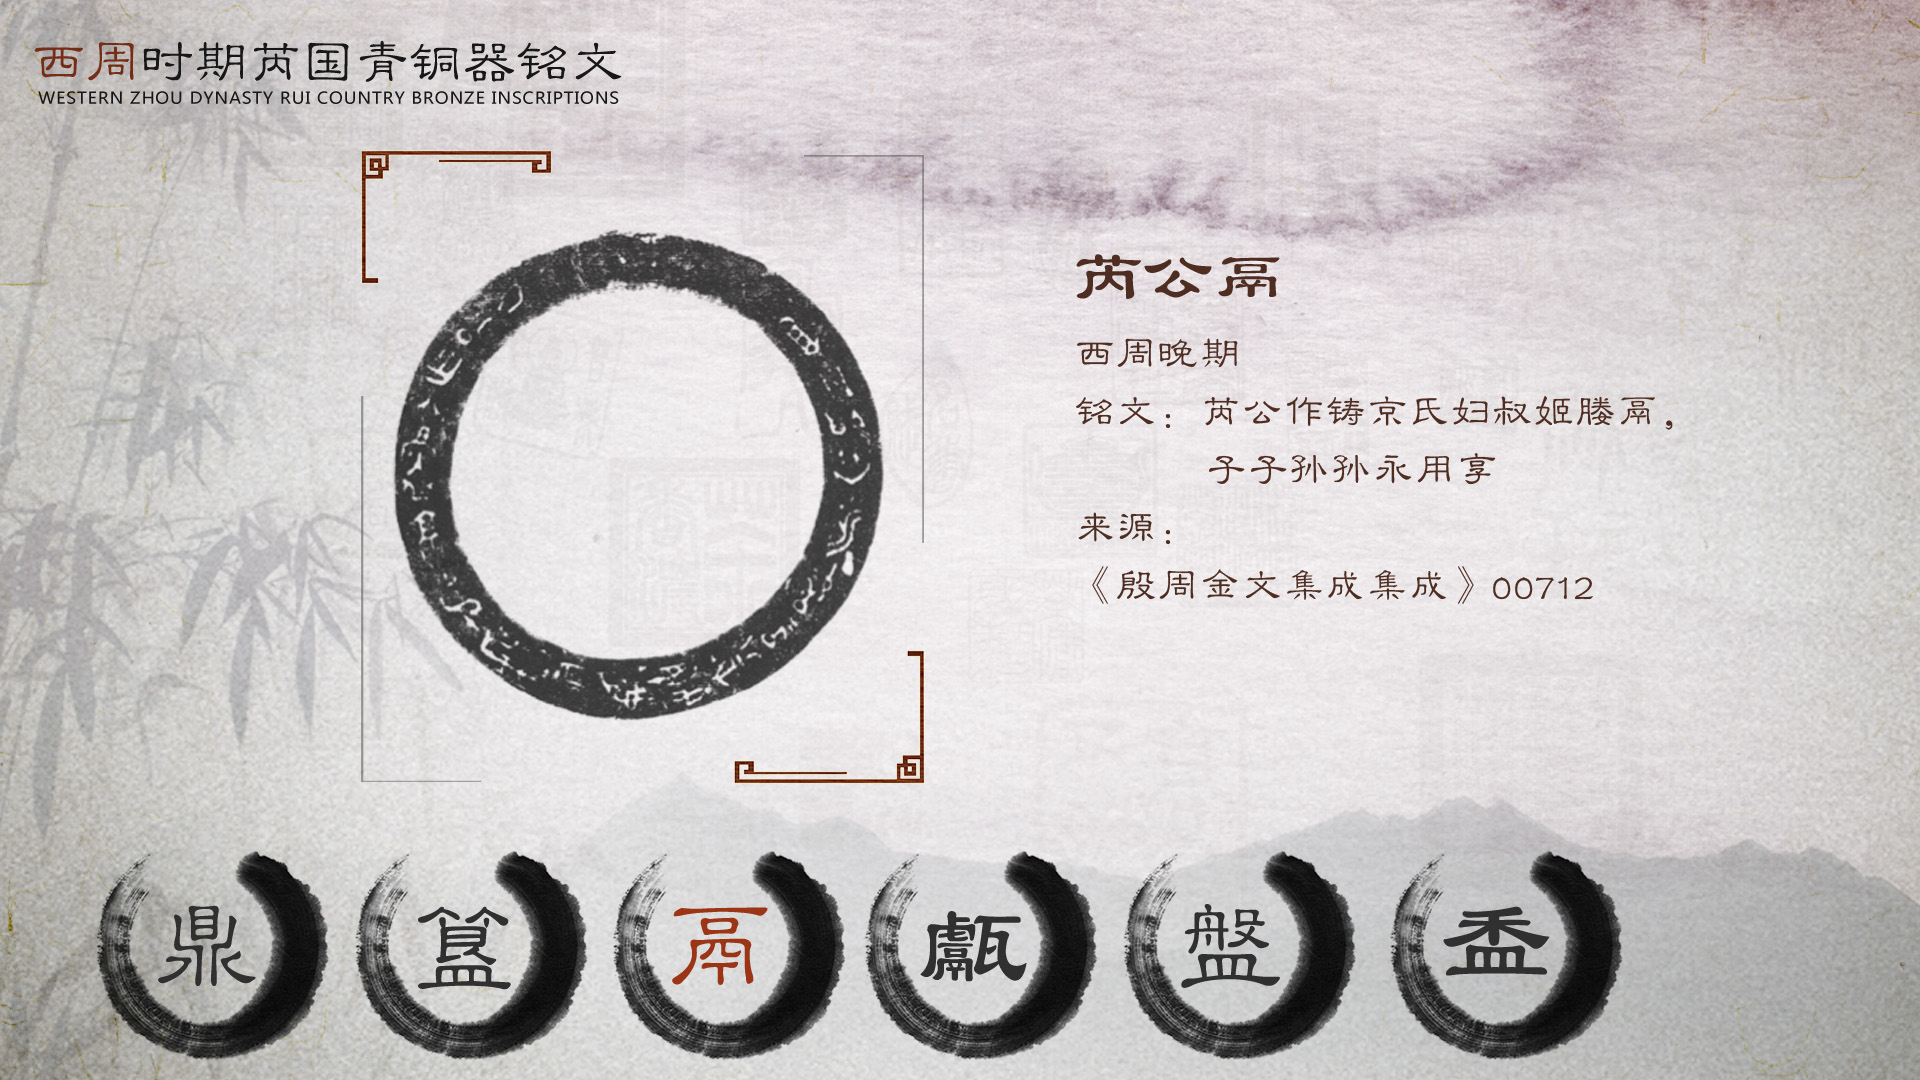 西周时期芮国青铜器铭文
WESTERN ZHOU DYNASTY RUI COUNTRY BRONZE INSCRIPTIONS
芮公鬲
西周晚期
铭文：芮公作铸京氏妇叔姬媵鬲，
子子孙孙永用享
来源：
《殷周金文集成集成》00712
鼎
簋
鬲
甗
盤
盉